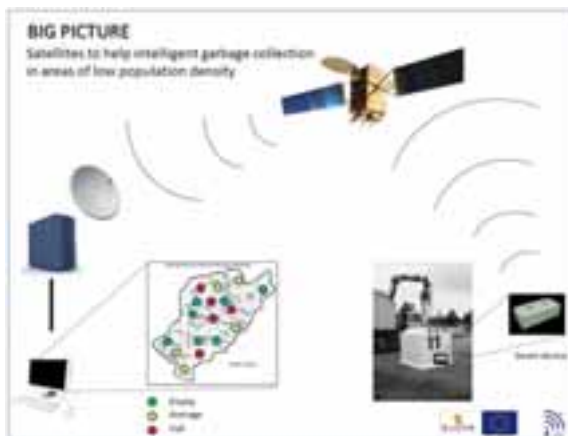 BIG PICTURE
Satellites to help intelligent garbage collection
in areas of low population density
Empty
Average
Full